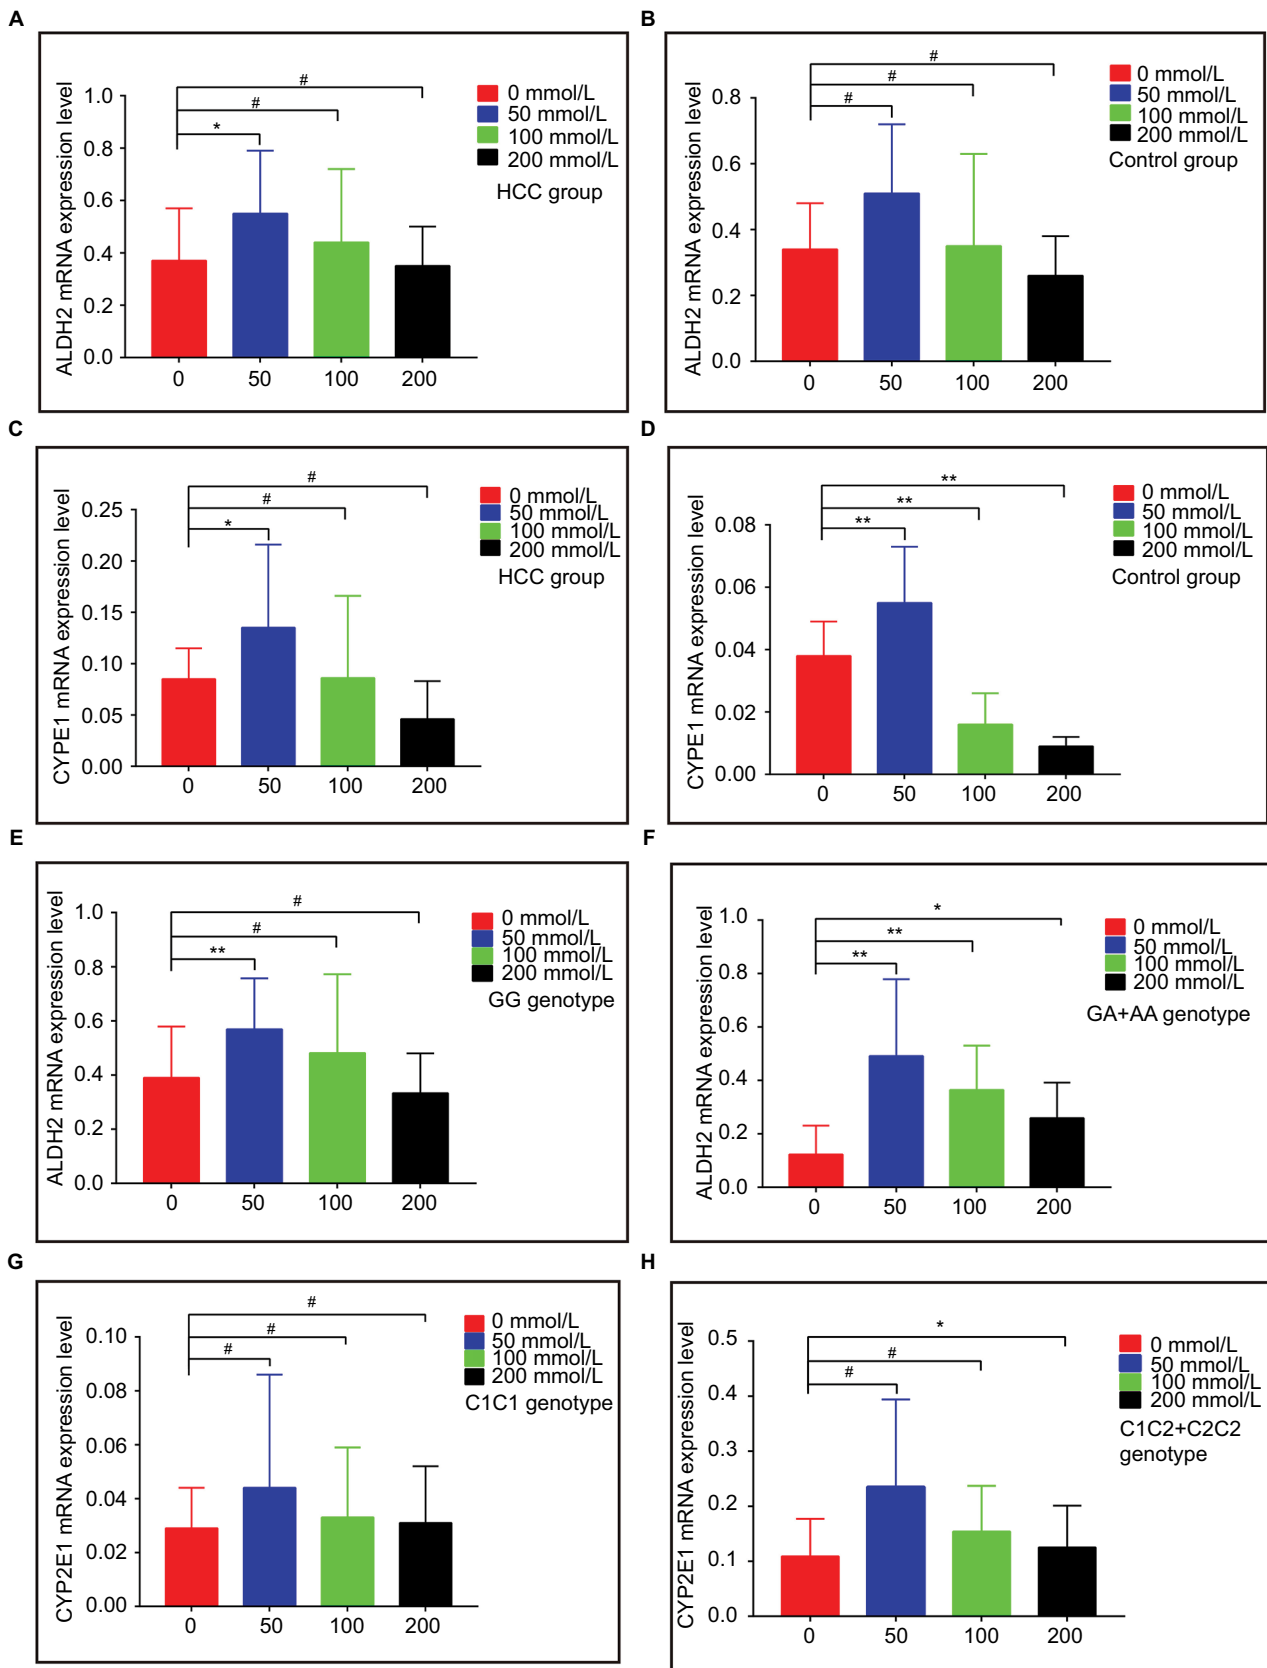 A
ALDH2 mRNA expression level
1.0
0.8
0.6
0.4
0.2
0.0
#
#
*
0 mmol/L
50 mmol/L
100 mmol/L
200 mmol/L
HCC group
0
50
100
200
B
ALDH2 mRNA expression level
0.8
0.6
0.4
0.2
0.0
#
#
#
0 mmol/L
50 mmol/L
100 mmol/L
200 mmol/L
Control group
0
50
100
200
C
CYPE1 mRNA expression level
0.25
0.20
0.15
0.10
0.05
0.00
#
#
*
0 mmol/L
50 mmol/L
100 mmol/L
200 mmol/L
HCC group
0
50
100
200
D
CYPE1 mRNA expression level
0.08
0.06
0.04
0.02
0.00
**
**
**
0 mmol/L
50 mmol/L
100 mmol/L
200 mmol/L
Control group
0
50
100
200
E
ALDH2 mRNA expression level
1.0
0.8
0.6
0.4
0.2
0.0
#
#
**
0 mmol/L
50 mmol/L
100 mmol/L
200 mmol/L
GG genotype
0
50
100
200
F
ALDH2 mRNA expression level
1.0
0.8
0.6
0.4
0.2
0.0
*
**
**
0 mmol/L
50 mmol/L
100 mmol/L
200 mmol/L
GA+AA genotype
0
50
100
200
G
CYP2E1 mRNA expression level
0.10
0.08
0.06
0.04
0.02
0.00
#
#
#
0 mmol/L
50 mmol/L
100 mmol/L
200 mmol/L
C1C1 genotype
0
50
100
200
H
CYP2E1 mRNA expression level
0.5
0.4
0.3
0.2
0.1
0.0
*
#
#
0 mmol/L
50 mmol/L
100 mmol/L
200 mmol/L
C1C2+C2C2
genotype
0
50
100
200